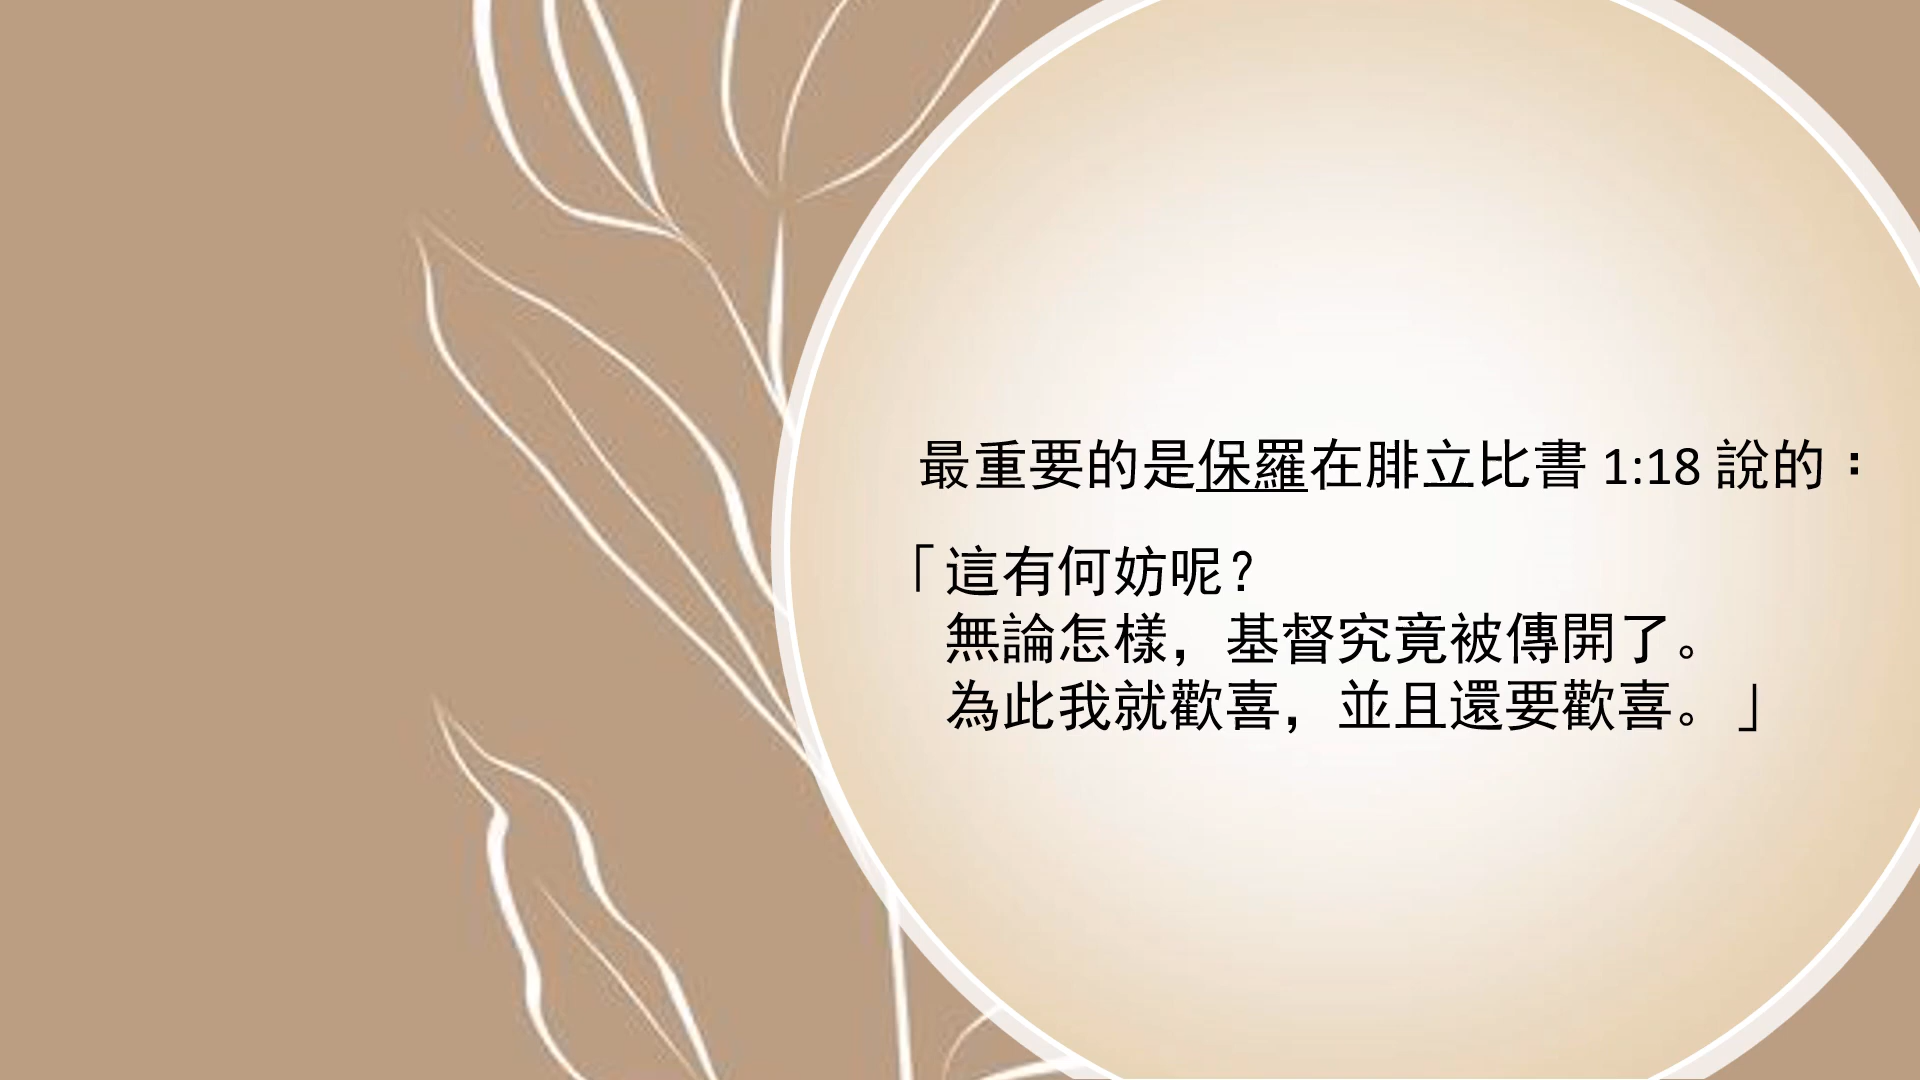 最重要的是保羅在腓立比書 1:18 說的：
「這有何妨呢？
無論怎樣，基督究竟被傳開了。
為此我就歡喜，並且還要歡喜。」